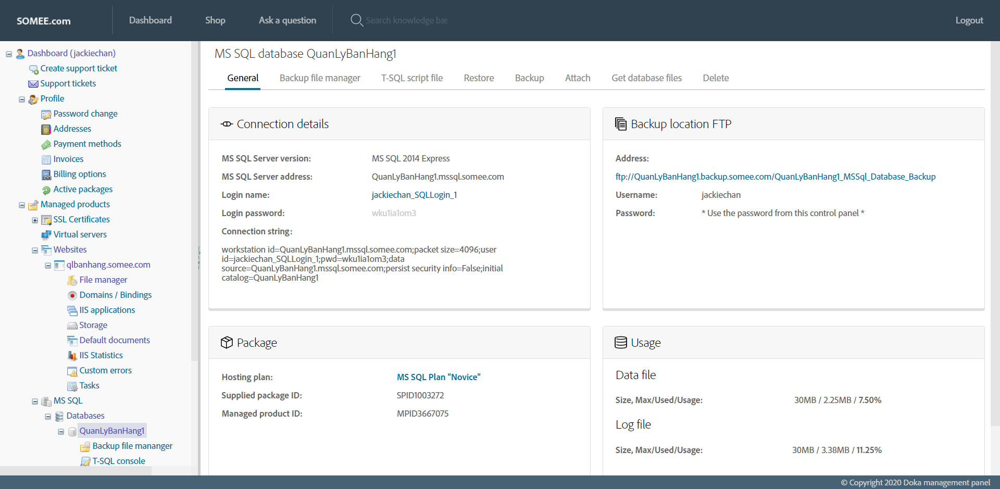 SOMEE.com
Dashboard
Shop
Ask a question
Search knowledge bas
Logout
Dashboard (jackiechan)
Create support ticket
Support tickets
Profile
Password change
Addresses
Payment methods
Invoices
Billing options
Active packages
Managed products
SSL Certificates
Virtual servers
Websites
qlbanhang.somee.com
File manager
Domains / Bindings
IIS applications
Storage
Default documents
IIS Statistics
Custom errors
Tasks
MS SQL
Databases
QuanLyBanHang1
Backup file mananger
T-SQL console
MS SQL database QuanLyBanHang1
General
Backup file manager
T-SQL script file
Restore
Backup
Attach
Get database files
Delete
Connection details
MS SQL Server version: MS SQL 2014 Express
MS SQL Server address: QuanLyBanHang1.mssql.somee.com
Login name: jackiechan_SQLLogin_1
Login password: wku1ia1om3
Connection string:
workstation id=QuanLyBanHang1.mssql.somee.com;packet size=4096;user
id=jackiechan_SQLLogin_1;pwd=wku1ia1om3;data
source=QuanLyBanHang1.mssql.somee.com;persist security info=False;initial
catalog=QuanLyBanHang1
Backup location FTP
Address:
ftp://QuanLyBanHang1.backup.somee.com/QuanLyBanHang1_MSSql_Database_Backup
Username: jackiechan
Password: * Use the password from this control panel *
Package
Hosting plan: MS SQL Plan "Novice"
Supplied package ID: SPID1003272
Managed product ID: MPID3667075
Usage
Data file
Size, Max/Used/Usage: 30MB / 2.25MB / 7.50%
Log file
Size, Max/Used/Usage: 30MB / 3.38MB / 11.25%
© Copyright 2020 Doka management panel